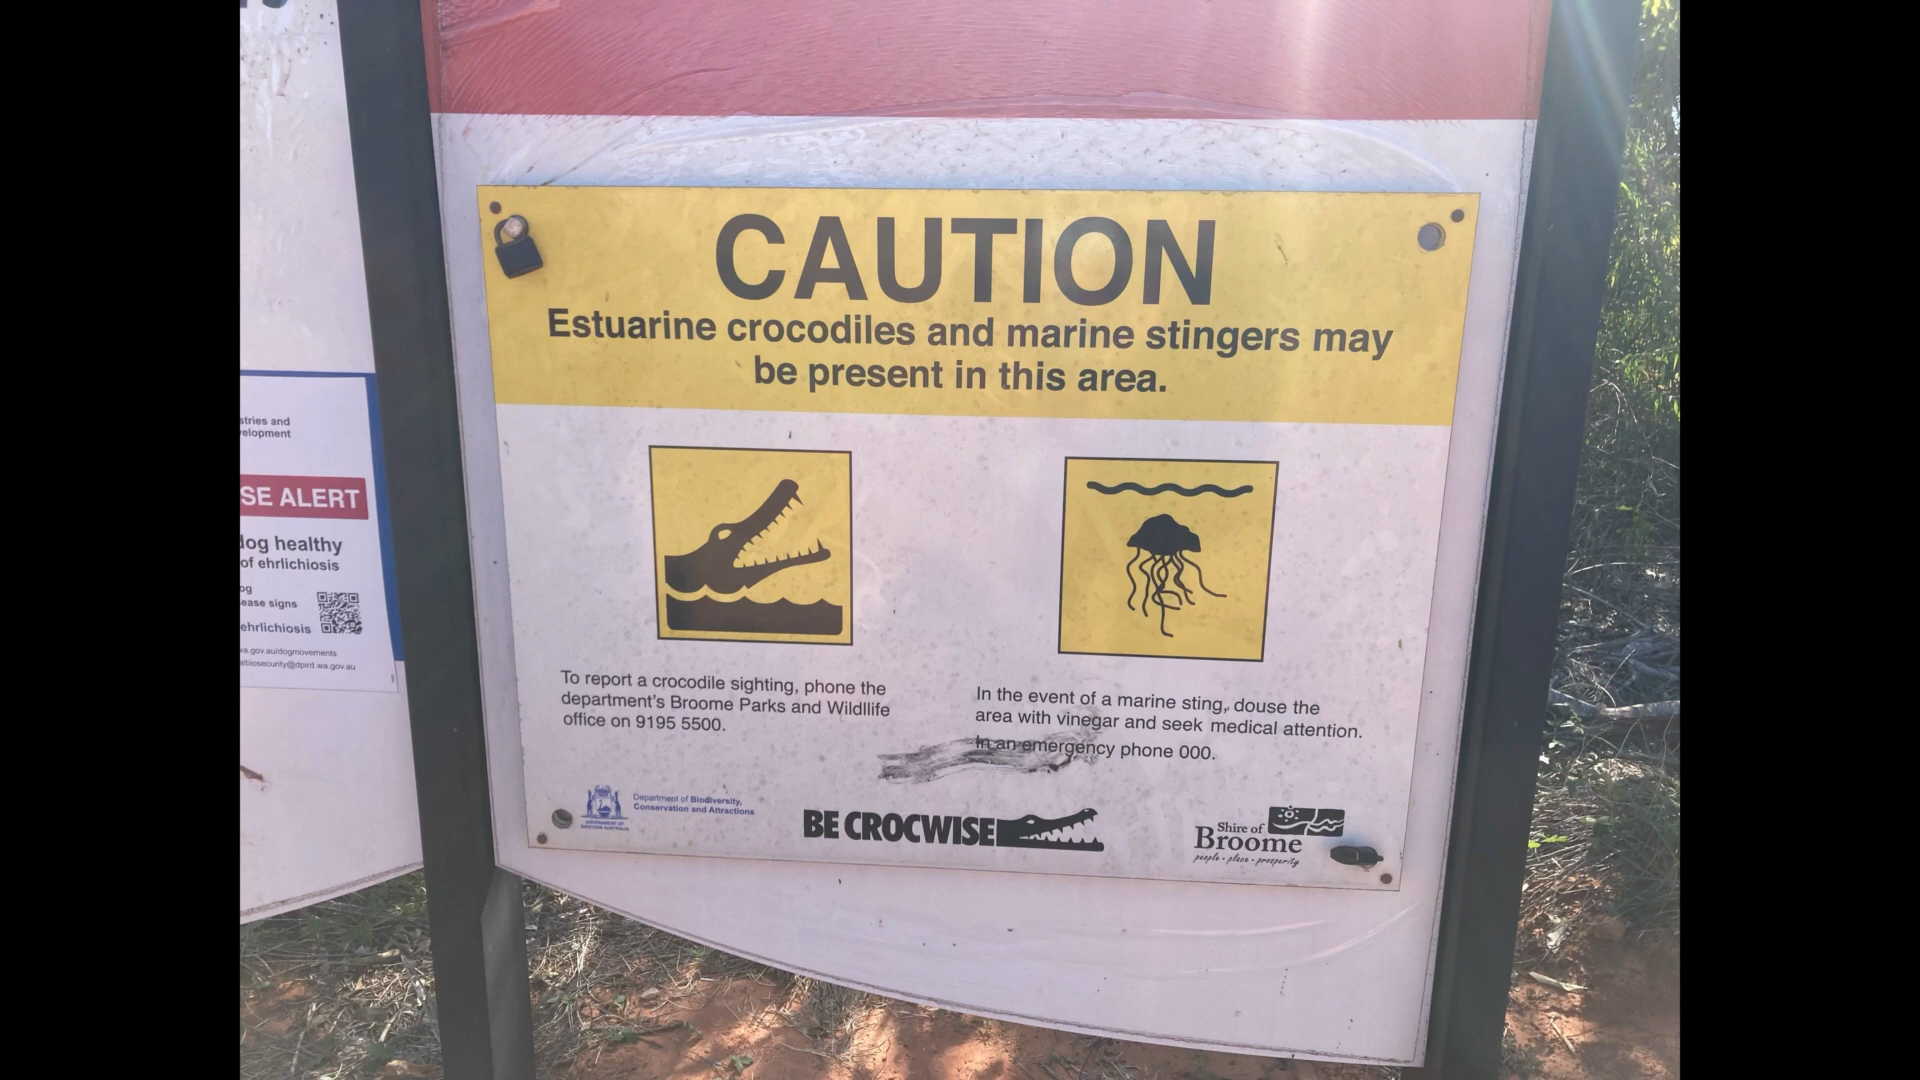 stries and
elopment
SE ALERT
dog healthy
of ehrlichiosis
og
ease signs
ehrlichiosis
wa.gov.au/dogmovements
albiosecurity@dpird.wa.gov.au
CAUTION
Estuarine crocodiles and marine stingers may
be present in this area.
To report a crocodile sighting, phone the
department's Broome Parks and Wildllife
office on 9195 5500.
In the event of a marine sting, douse the
area with vinegar and seek medical attention.
In an emergency phone 000.
Department of Biodiversity,
Conservation and Attractions
BE CROCWISE
Shire of
Broome
people • place • prosperity